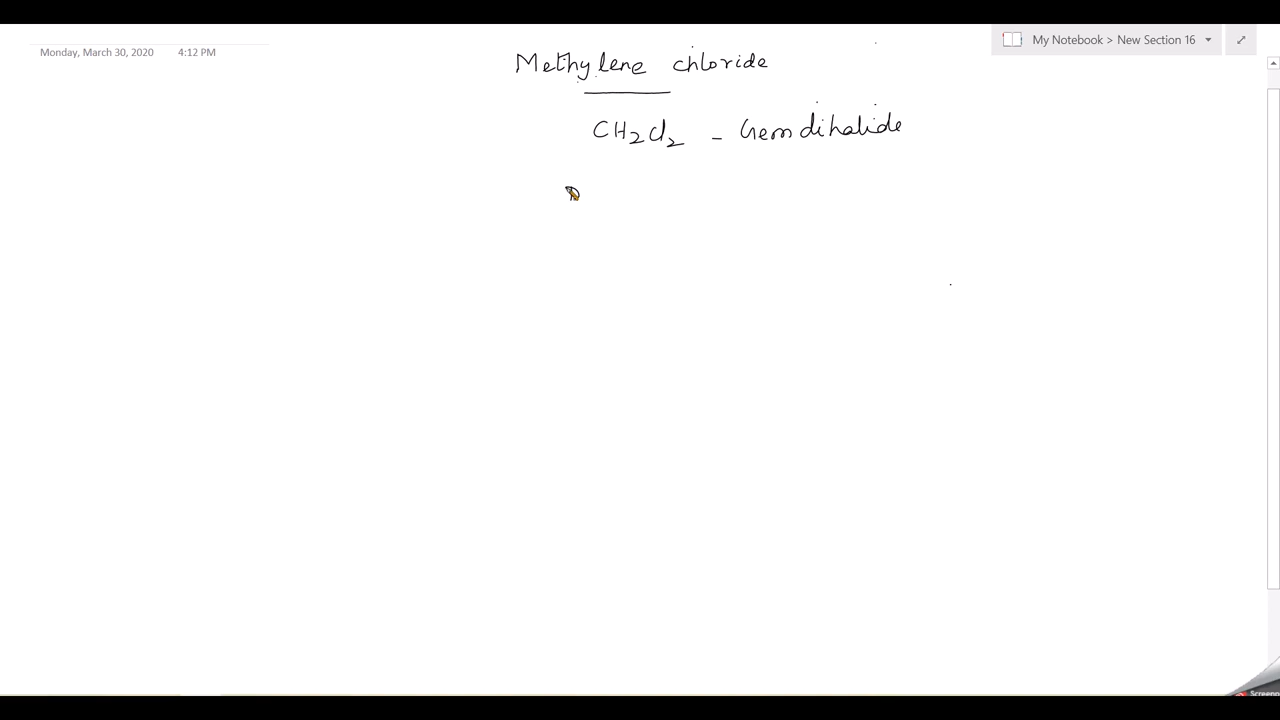 Monday, March 30, 2020 4:12 PM
My Notebook > New Section 16
Methylene chloride
CH₂Cl₂ - Gem dihalide